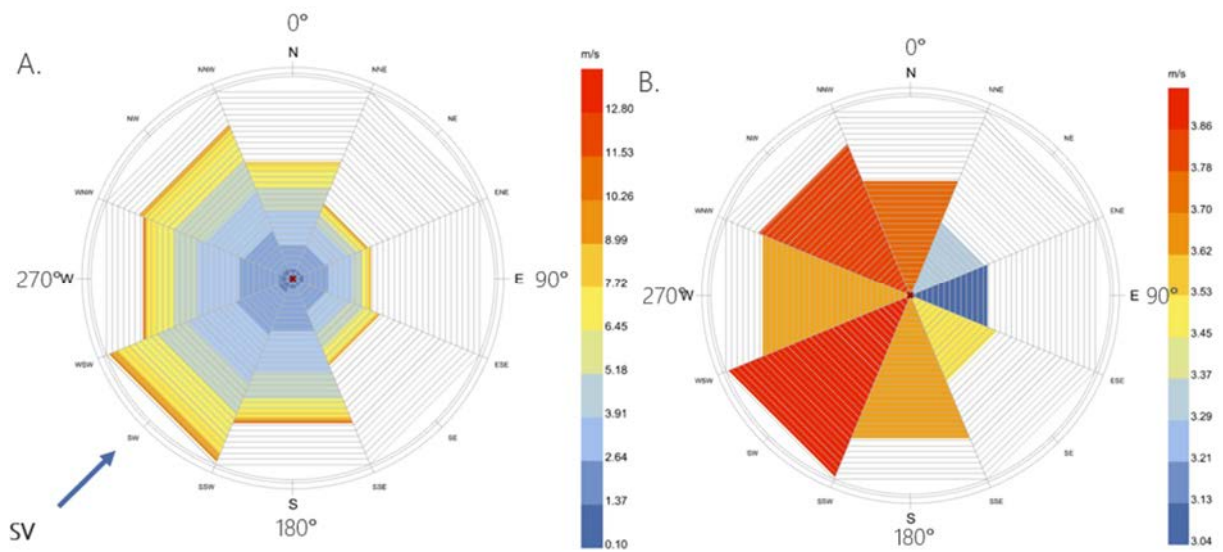 A.
0°
N
NNW
NNE
NW
NE
WNW
ENE
270° W
E 90°
WSW
ESE
SW
SE
SSW
SSE
S
180°
SV
m/s
12.80
11.53
10.26
8.99
7.72
6.45
5.18
3.91
2.64
1.37
0.10
B.
0°
N
NNW
NNE
NW
NE
WNW
ENE
270° W
E 90°
WSW
ESE
SW
SE
SSW
SSE
S
180°
m/s
3.86
3.78
3.70
3.62
3.53
3.45
3.37
3.29
3.21
3.13
3.04